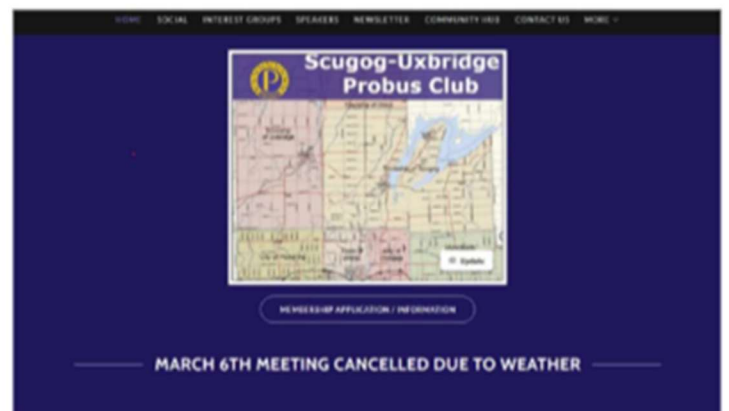 HOME SOCIAL INTEREST GROUPS SPEAKERS NEWSLETTER COMMUNITY HUB CONTACT US MORE
P
Scugog-Uxbridge
Probus Club
Update
MEMBERSHIP APPLICATION / INFORMATION
MARCH 6TH MEETING CANCELLED DUE TO WEATHER